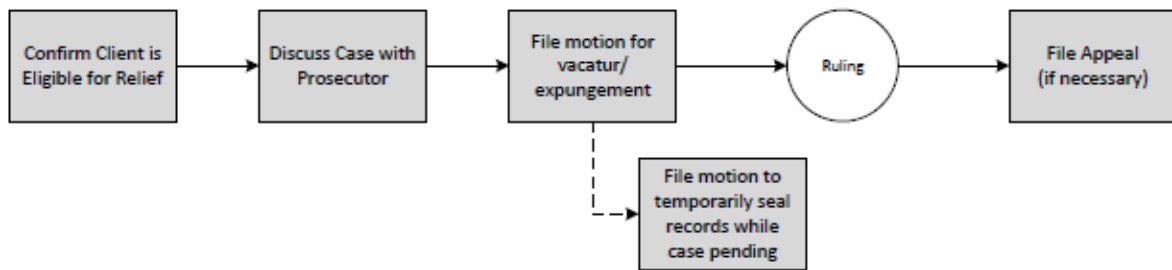 Confirm Client is
Eligible for Relief
Discuss Case with
Prosecutor
File motion for
vacatur/
expungement
Ruling
File Appeal
(if necessary)
File motion to
temporarily seal
records while
case pending